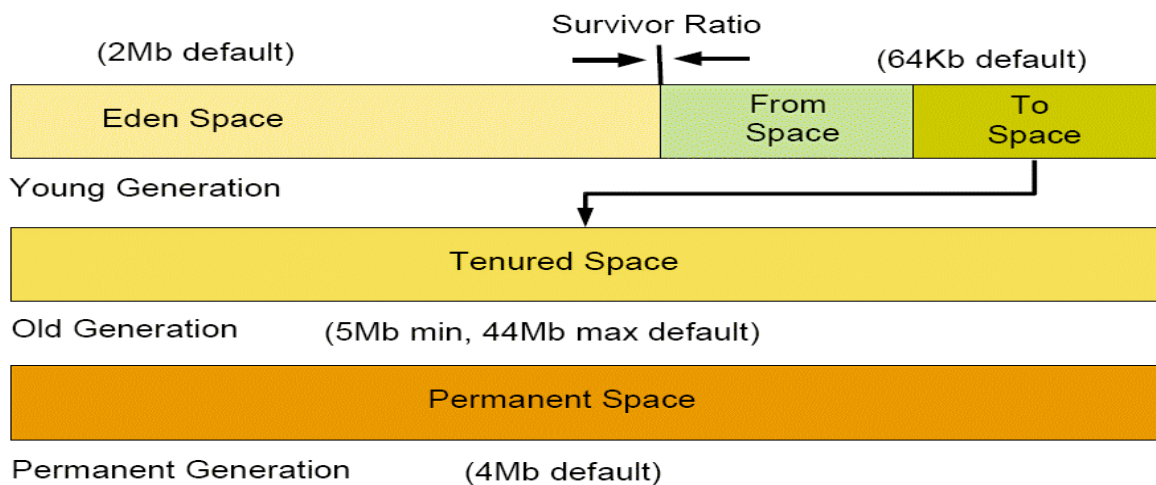 Survivor Ratio
(2Mb default)
(64Kb default)
Eden Space
From
Space
To
Space
Young Generation
Tenured Space
Old Generation
(5Mb min, 44Mb max default)
Permanent Space
Permanent Generation
(4Mb default)